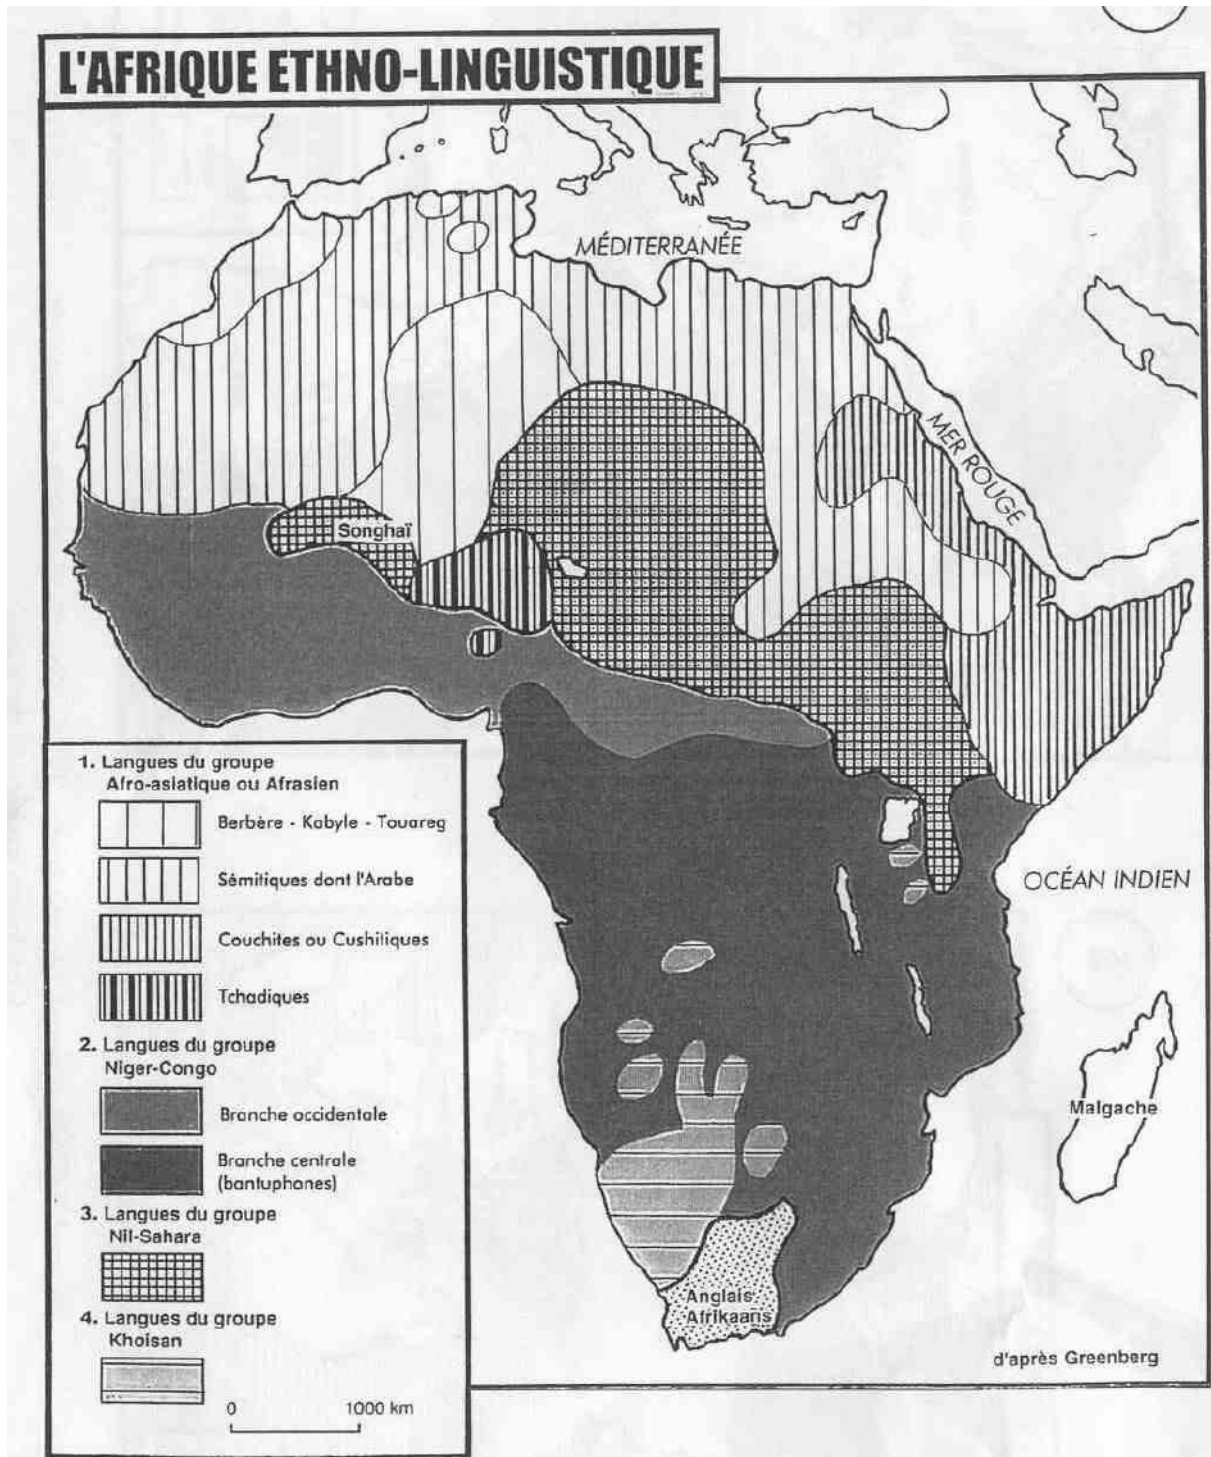 L'AFRIQUE ETHNO-LINGUISTIQUE
MÉDITERRANÉE
MER ROUGE
Songhaï
1. Langues du groupe
Afro-asiatique ou Afrasien
Berbère - Kabyle - Touareg
Sémitiques dont l'Arabe
Couchites ou Cushitiques
Tchadiques
2. Langues du groupe
Niger-Congo
Branche occidentale
Branche centrale
(bantuphones)
3. Langues du groupe
Nil-Sahara
4. Langues du groupe
Khoisan
0 1000 km
OCÉAN INDIEN
Malgache
Anglais
Afrikaans
d'après Greenberg